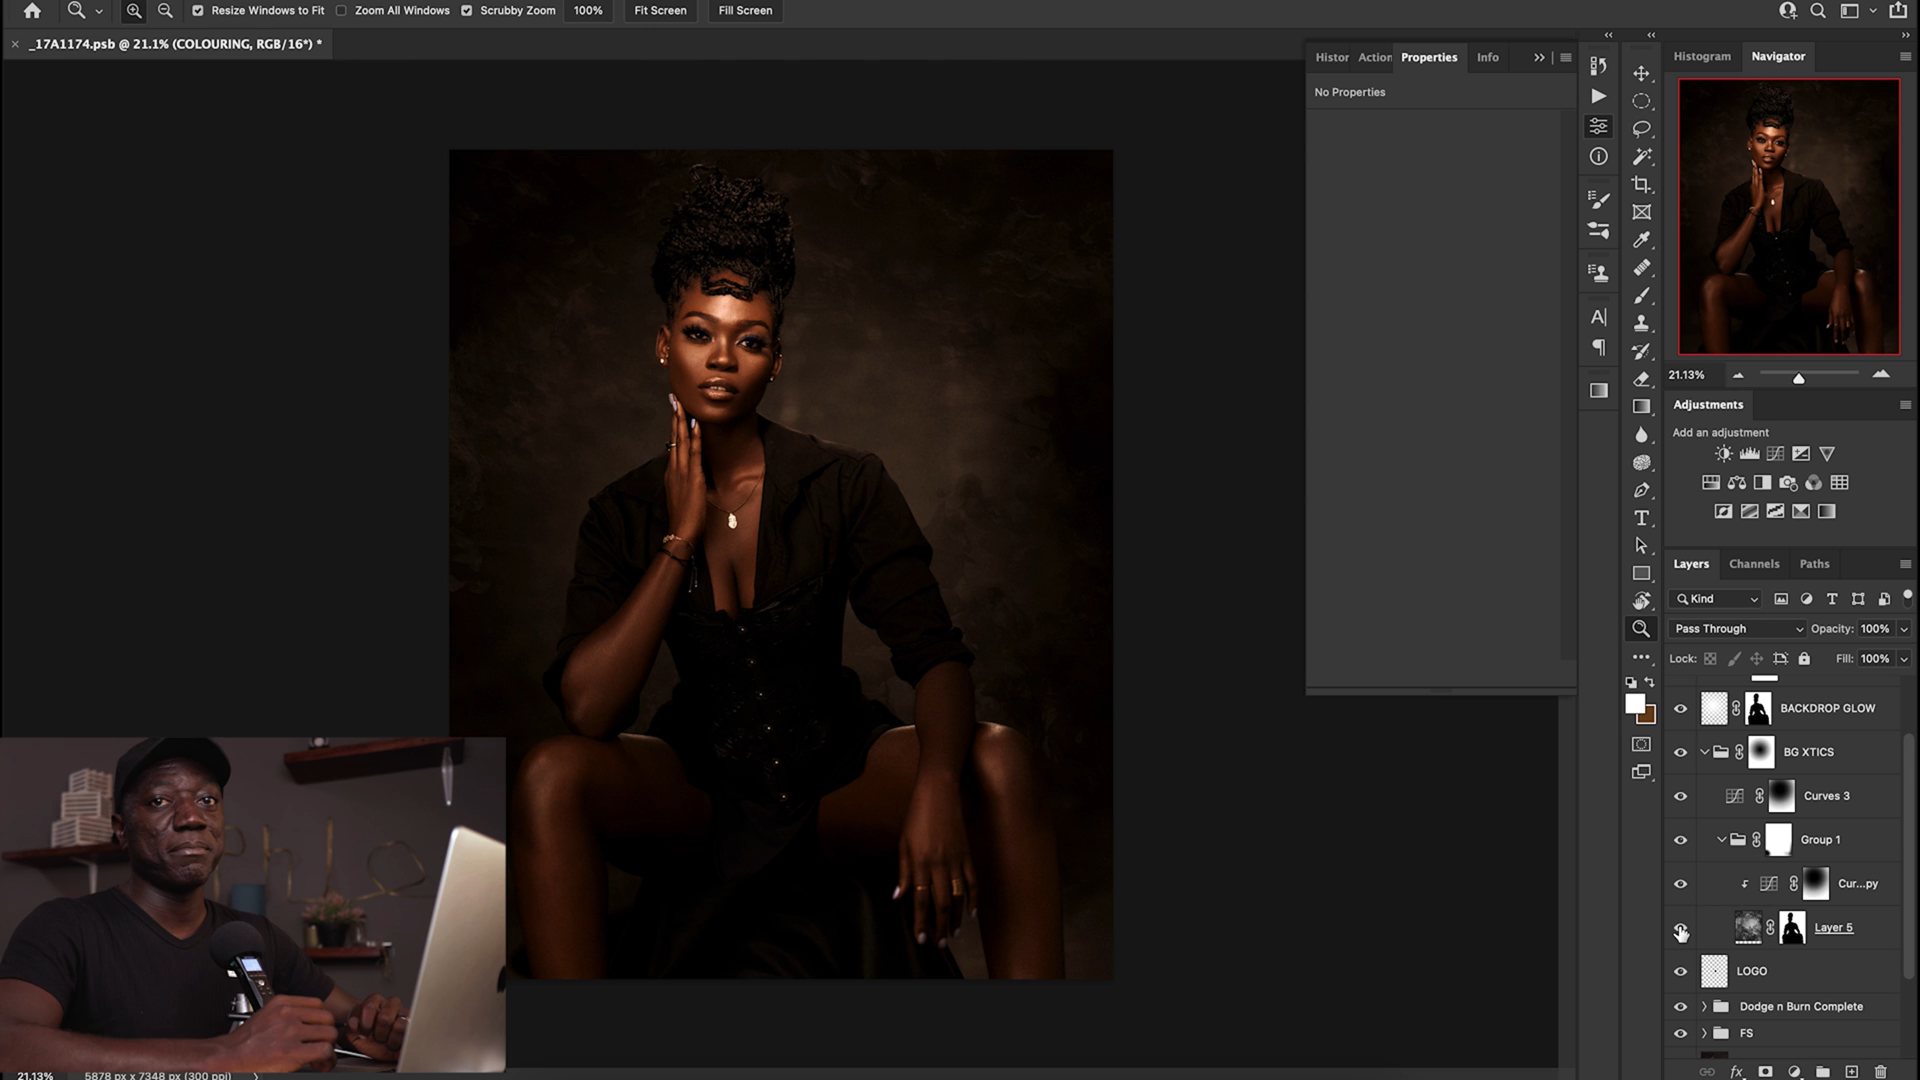 Resize Windows to Fit Zoom All Windows Scrubby Zoom 100% Fit Screen Fill Screen
_17A1174.psb @ 21.1% (COLOURING, RGB/16*) *
Histor Action Properties Info
No Properties
Histogram Navigator
21.13%
Adjustments
Add an adjustment
Layers Channels Paths
Kind
Pass Through Opacity: 100%
Lock: Fill: 100%
BACKDROP GLOW
BG XTICS
Curves 3
Group 1
Cur...py
Layer 5
LOGO
Dodge n Burn Complete
FS
21.13% 5878 px x 7348 px (300 ppi)